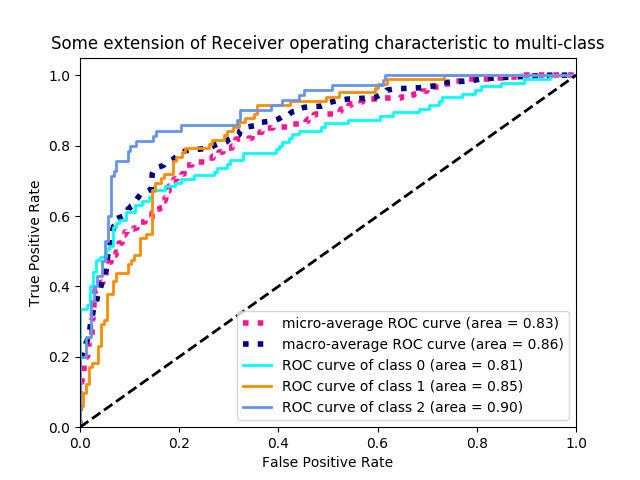 Some extension of Receiver operating characteristic to multi-class
1.0
0.8
0.6
0.4
0.2
0.0
True Positive Rate
micro-average ROC curve (area = 0.83)
macro-average ROC curve (area = 0.86)
ROC curve of class 0 (area = 0.81)
ROC curve of class 1 (area = 0.85)
ROC curve of class 2 (area = 0.90)
0.0 0.2 0.4 0.6 0.8 1.0
False Positive Rate